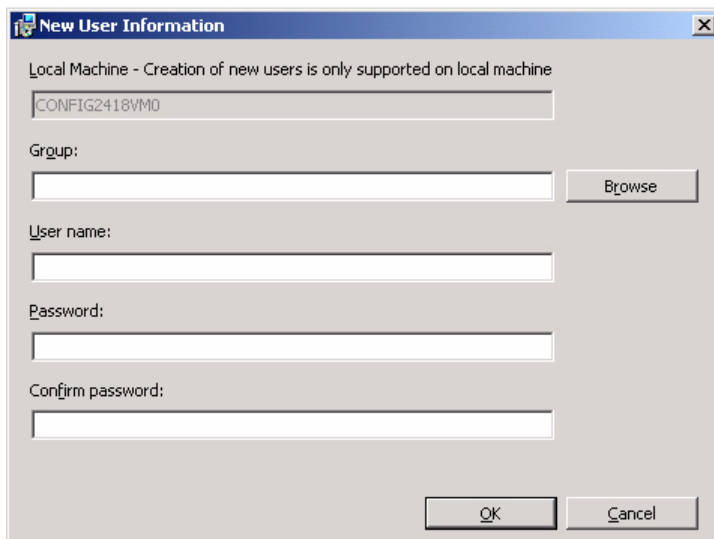 New User Information
Local Machine - Creation of new users is only supported on local machine
CONFIG2418VM0
Group:
Browse
User name:
Password:
Confirm password:
OK
Cancel